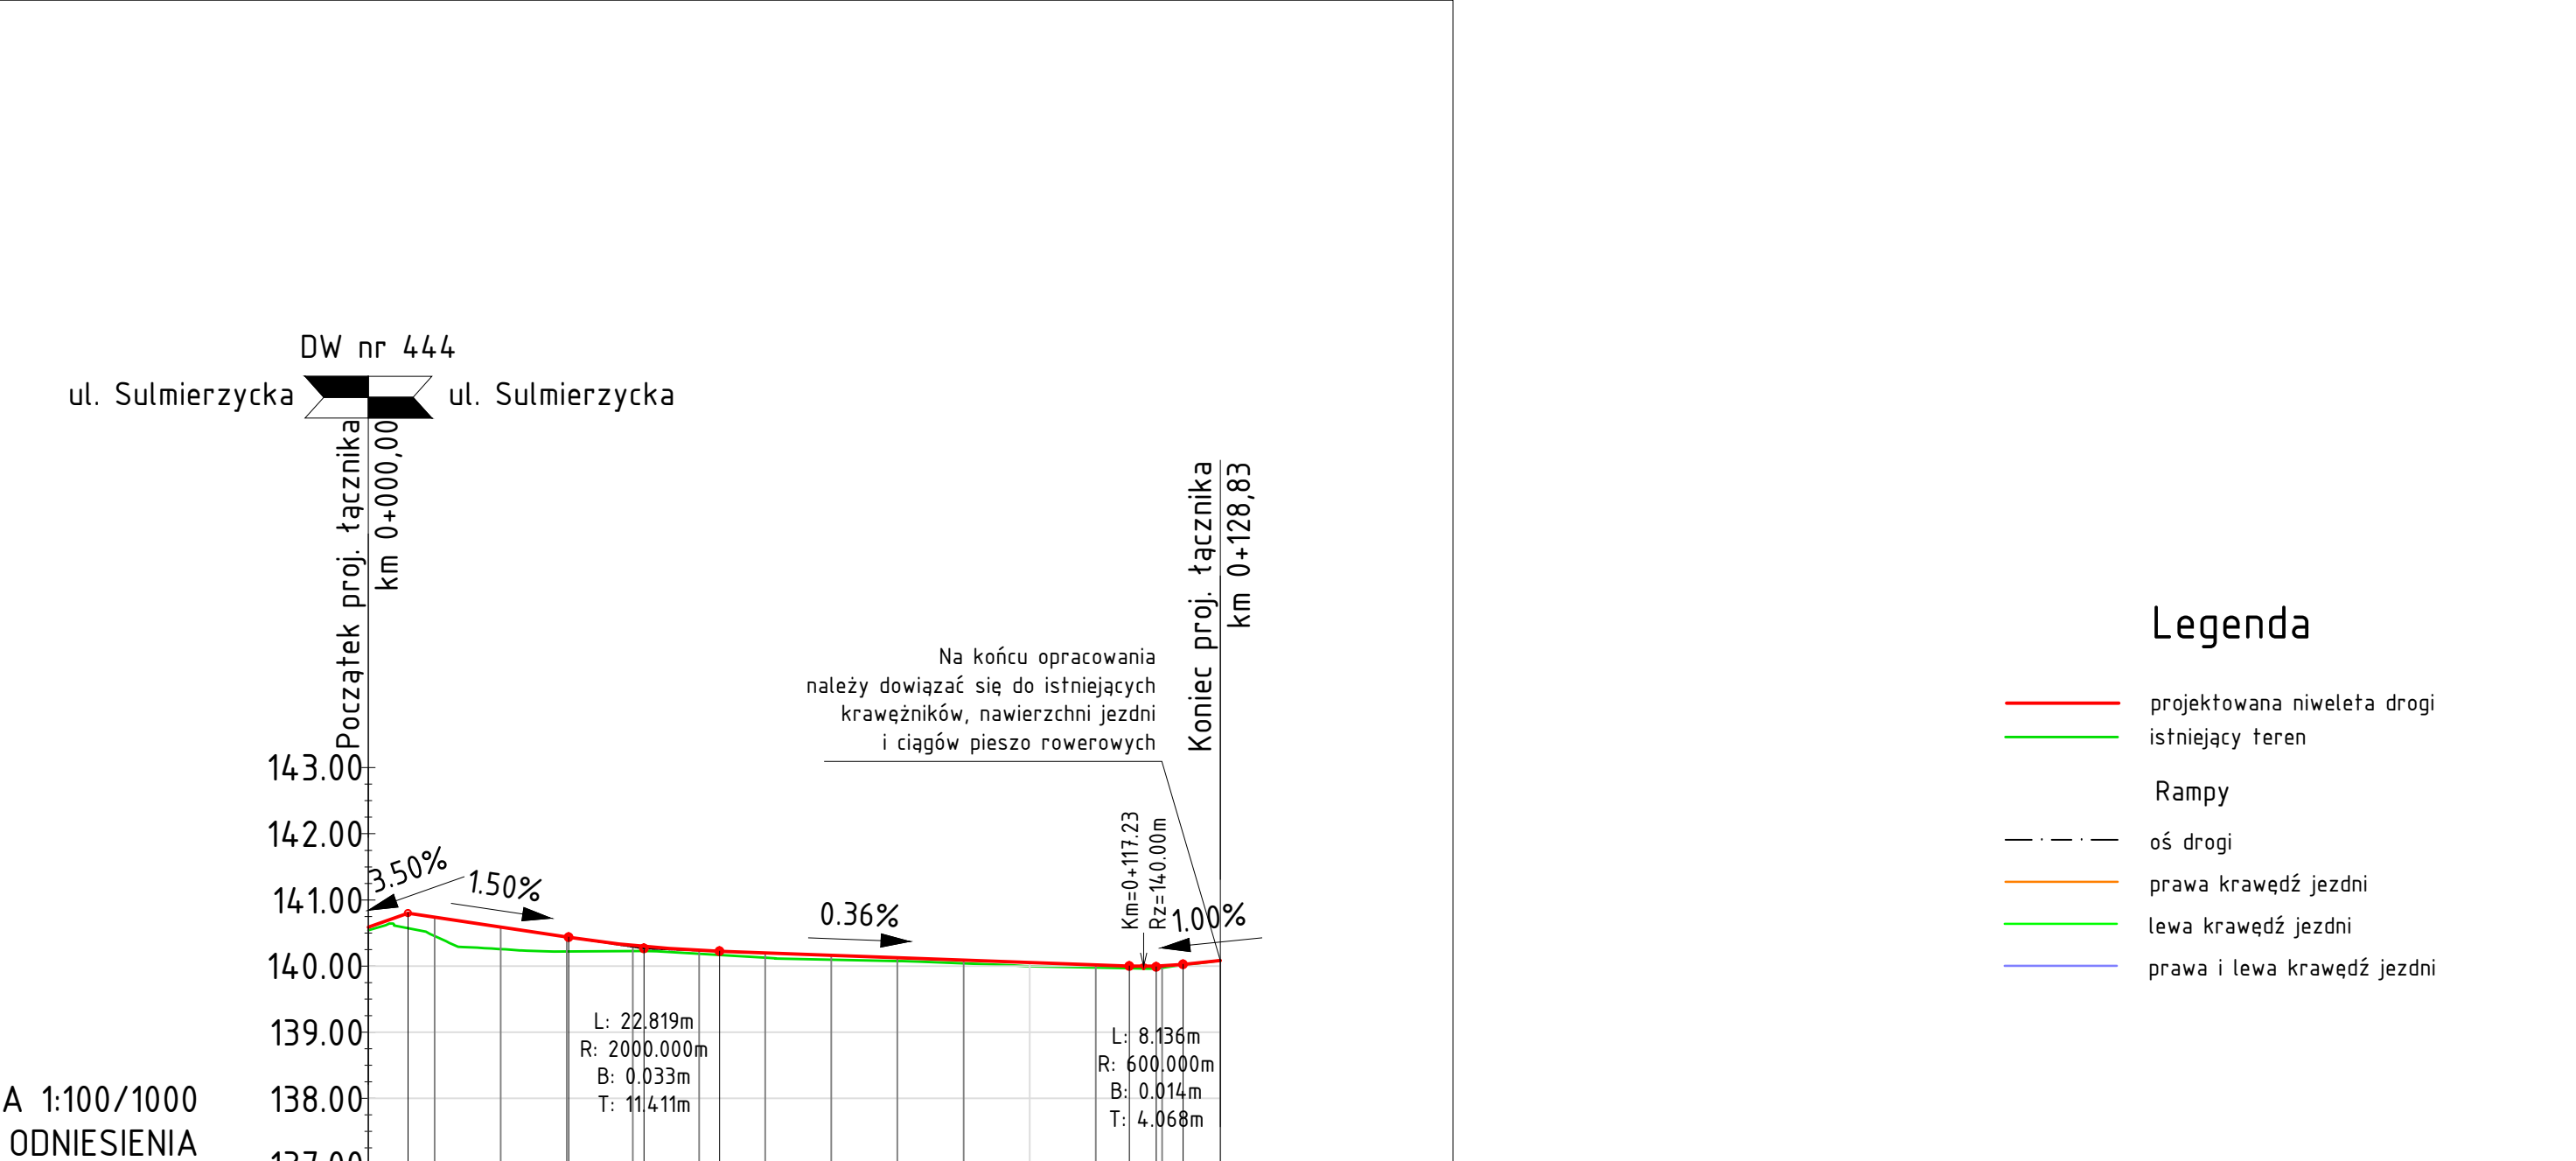 DW nr 444
ul. Sulmierzycka
ul. Sulmierzycka
Początek proj. łącznika
km 0+000,00
Koniec proj. łącznika
km 0+128,83
Na końcu opracowania
należy dowiązać się do istniejących
krawężników, nawierzchni jezdni
i ciągów pieszo rowerowych
143.00
142.00
141.00
140.00
139.00
138.00
137.00
3.50%
1.50%
0.36%
Km=0+117.23
Rz=140.00m
1.00%
L: 22.819m
R: 2000.000m
B: 0.033m
T: 11.411m
L: 8.136m
R: 600.000m
B: 0.014m
T: 4.068m
A 1:100/1000
ODNIESIENIA
Legenda
projektowana niweleta drogi
istniejący teren
Rampy
oś drogi
prawa krawędź jezdni
lewa krawędź jezdni
prawa i lewa krawędź jezdni